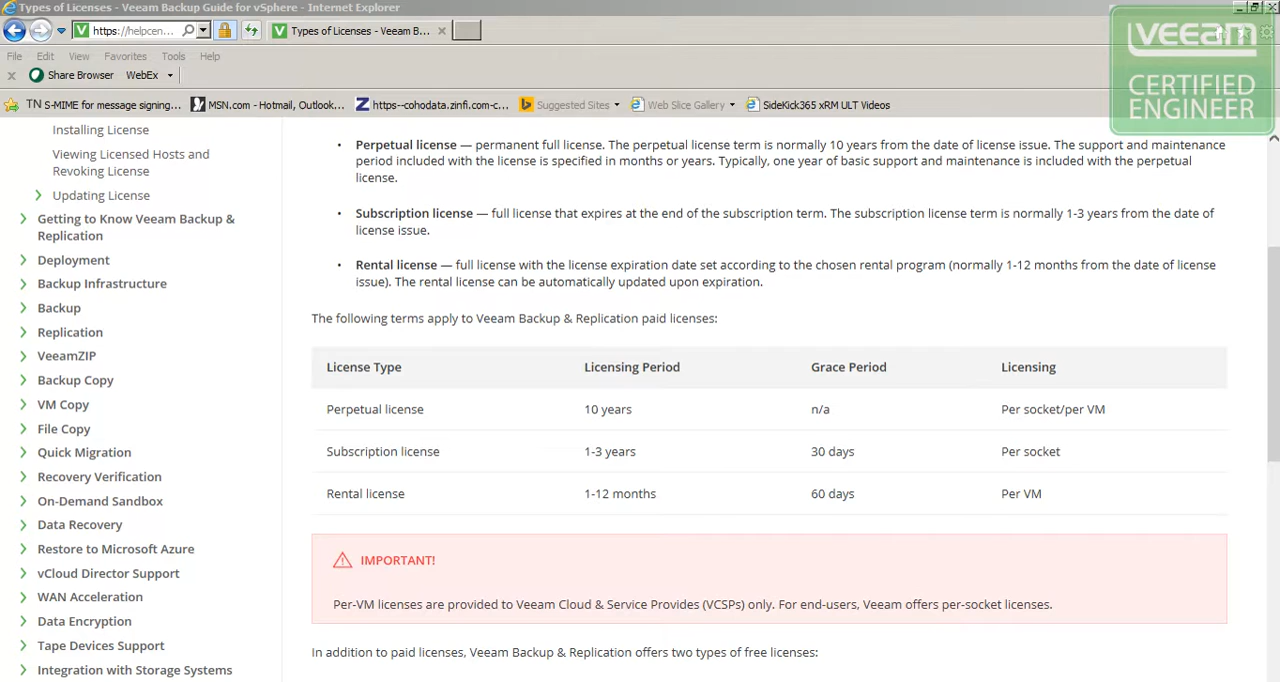 Types of Licenses - Veeam Backup Guide for vSphere - Internet Explorer
https://helpcen...
Types of Licenses - Veeam B...
File Edit View Favorites Tools Help
Share Browser WebEx
TN S-MIME for message signing...
MSN.com - Hotmail, Outlook...
https--cohodata.zinfi.com-c...
Suggested Sites
Web Slice Gallery
SideKick365 xRM ULT Videos
veeam
CERTIFIED
ENGINEER
Installing License
Viewing Licensed Hosts and
Revoking License
Updating License
Getting to Know Veeam Backup &
Replication
Deployment
Backup Infrastructure
Backup
Replication
VeeamZIP
Backup Copy
VM Copy
File Copy
Quick Migration
Recovery Verification
On-Demand Sandbox
Data Recovery
Restore to Microsoft Azure
vCloud Director Support
WAN Acceleration
Data Encryption
Tape Devices Support
Integration with Storage Systems
• Perpetual license — permanent full license. The perpetual license term is normally 10 years from the date of license issue. The support and maintenance
period included with the license is specified in months or years. Typically, one year of basic support and maintenance is included with the perpetual
license.
• Subscription license — full license that expires at the end of the subscription term. The subscription license term is normally 1-3 years from the date of
license issue.
• Rental license — full license with the license expiration date set according to the chosen rental program (normally 1-12 months from the date of license
issue). The rental license can be automatically updated upon expiration.
The following terms apply to Veeam Backup & Replication paid licenses:
License Type Licensing Period Grace Period Licensing
Perpetual license 10 years n/a Per socket/per VM
Subscription license 1-3 years 30 days Per socket
Rental license 1-12 months 60 days Per VM
IMPORTANT!
Per-VM licenses are provided to Veeam Cloud & Service Provides (VCSPs) only. For end-users, Veeam offers per-socket licenses.
In addition to paid licenses, Veeam Backup & Replication offers two types of free licenses: